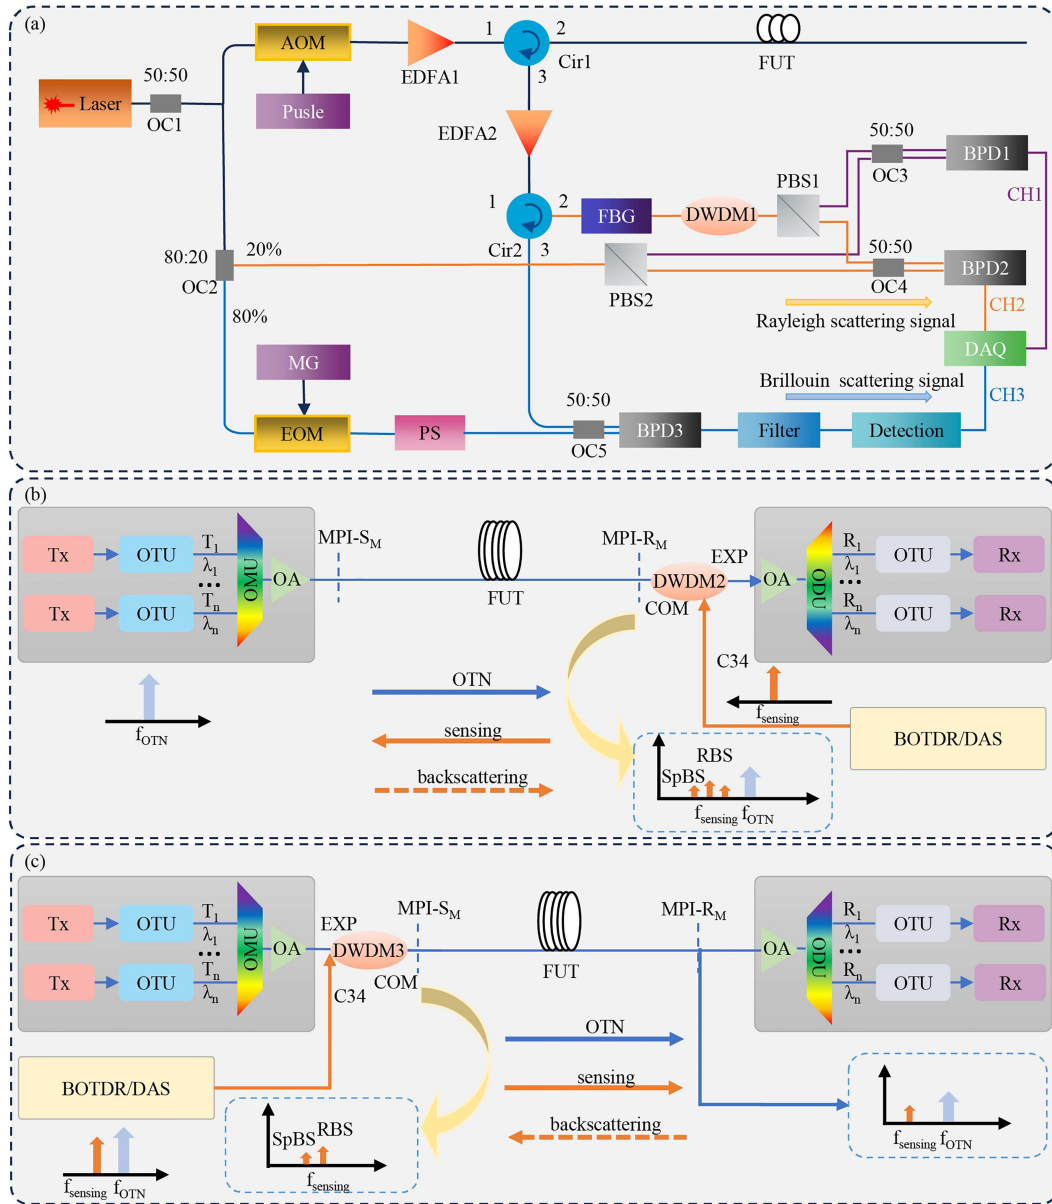 (a)
AOM
1
2
FUT
EDFA1
3
Cir1
50:50
Laser
OC1
Pusle
EDFA2
50:50
OC3
BPD1
CH1
PBS1
1
2
FBG
DWDM1
Cir2
3
80:20
20%
OC2
50:50
OC4
BPD2
PBS2
80%
CH2
Rayleigh scattering signal
DAQ
MG
Brillouin scattering signal
CH3
50:50
EOM
PS
OC5
BPD3
Filter
Detection
(b)
Tx
OTU
T1
λ1
...
Tx
OTU
Tn
λn
OMU
OA
MPI-SM
FUT
MPI-RM
EXP
DWDM2
COM
OA
ODU
R1
λ1
...
Rn
λn
OTU
Rx
OTU
Rx
C34
fOTN
OTN
sensing
backscattering
fsensing
BOTDR/DAS
RBS
SpBS
fsensing
fOTN
(c)
Tx
OTU
T1
λ1
...
Tx
OTU
Tn
λn
OMU
OA
EXP
DWDM3
COM
C34
MPI-SM
FUT
MPI-RM
OA
ODU
R1
λ1
...
Rn
λn
OTU
Rx
OTU
Rx
BOTDR/DAS
OTN
sensing
backscattering
fsensing
fOTN
SpBS
RBS
fsensing
fsensing
fOTN